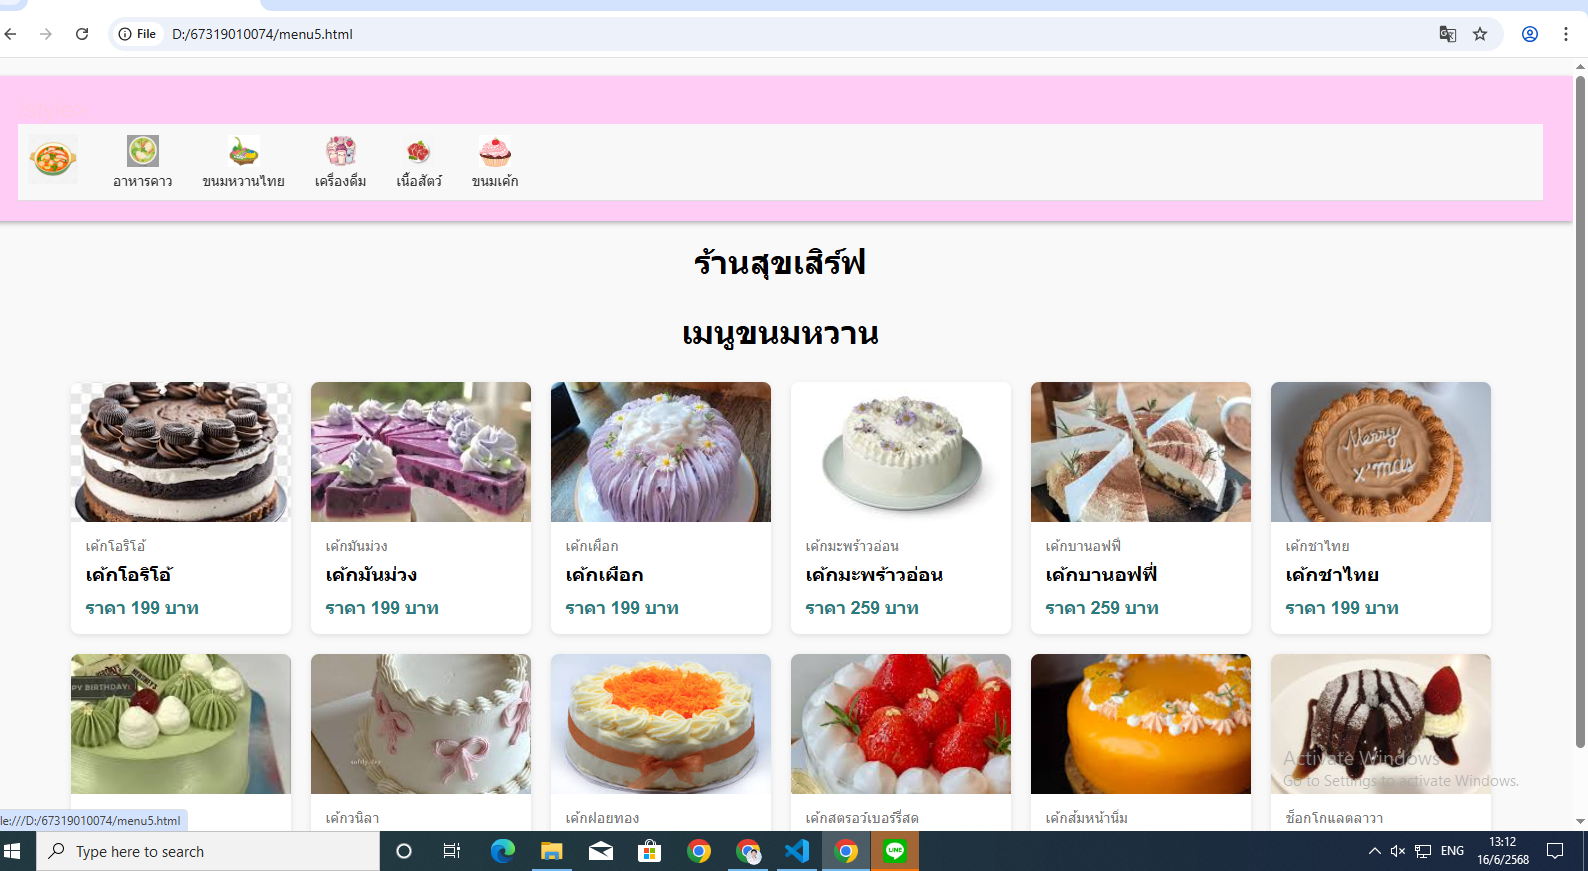 File D:/67319010074/menu5.html
อาหารคาว ขนมหวานไทย เครื่องดื่ม เนื้อสัตว์ ขนมเค้ก
ร้านสุขเสิร์ฟ
เมนูขนมหวาน
Merry
X'mas
เค้กโอริโอ้ เค้กมันม่วง เค้กเผือก เค้กมะพร้าวอ่อน เค้กบานอฟฟี่ เค้กชาไทย
เค้กโอริโอ้ เค้กมันม่วง เค้กเผือก เค้กมะพร้าวอ่อน เค้กบานอฟฟี่ เค้กชาไทย
ราคา 199 บาท ราคา 199 บาท ราคา 199 บาท ราคา 259 บาท ราคา 259 บาท ราคา 199 บาท
PY BIRTHDAY!
Activate Windows
Go to Settings to activate Windows.
เค้กวนิลา เค้กฝอยทอง เค้กสตรอว์เบอร์รี่สด เค้กส้มหน้านิ่ม ช็อกโกแลตลาวา
le:///D:/67319010074/menu5.html
Type here to search
LINE
ENG
13:12
16/6/2568